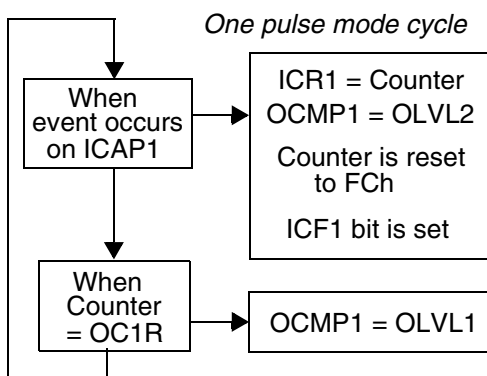 One pulse mode cycle
When
event occurs
on ICAP1
ICR1 = Counter
OCMP1 = OLVL2
Counter is reset
to FCh
ICF1 bit is set
When
Counter
= OC1R
OCMP1 = OLVL1